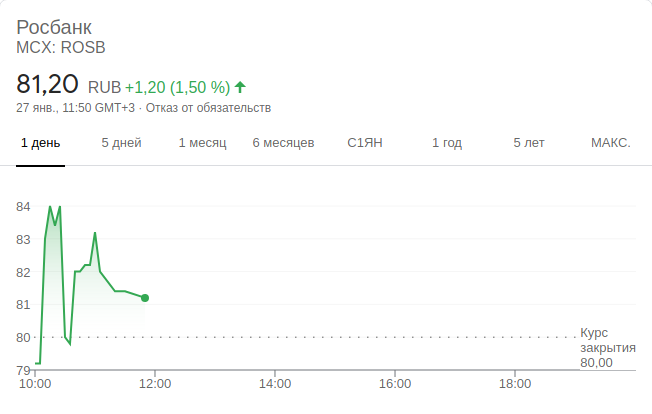 Росбанк
MCX: ROSB
81,20 RUB +1,20 (1,50 %)
27 янв., 11:50 GMT+3 · Отказ от обязательств
1 день 5 дней 1 месяц 6 месяцев С1ЯН 1 год 5 лет МАКС.
84
83
82
81
80
79
Курс
закрытия
80,00
10:00 12:00 14:00 16:00 18:00